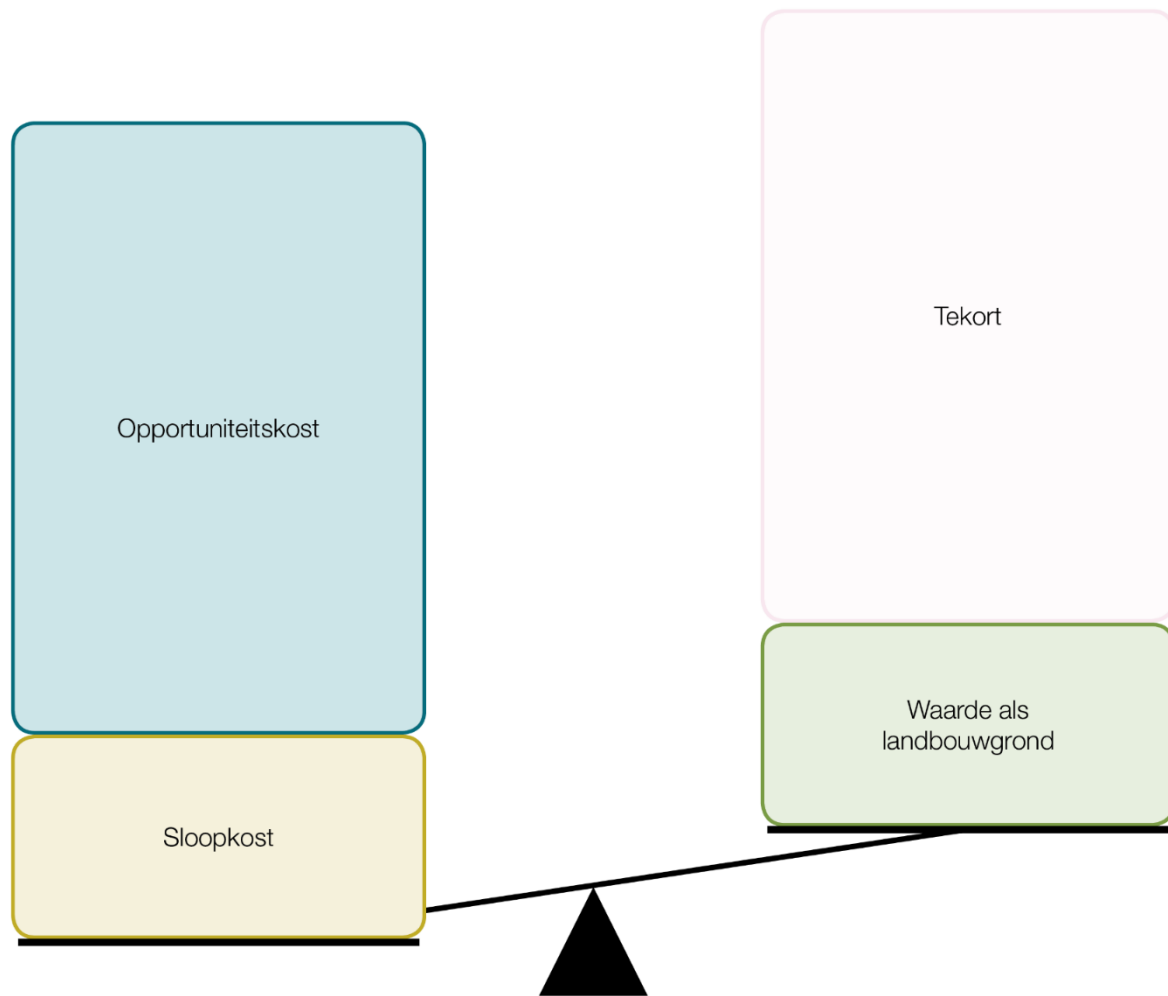 Tekort
Opportuniteitskost
Waarde als
landbouwgrond
Sloopkost